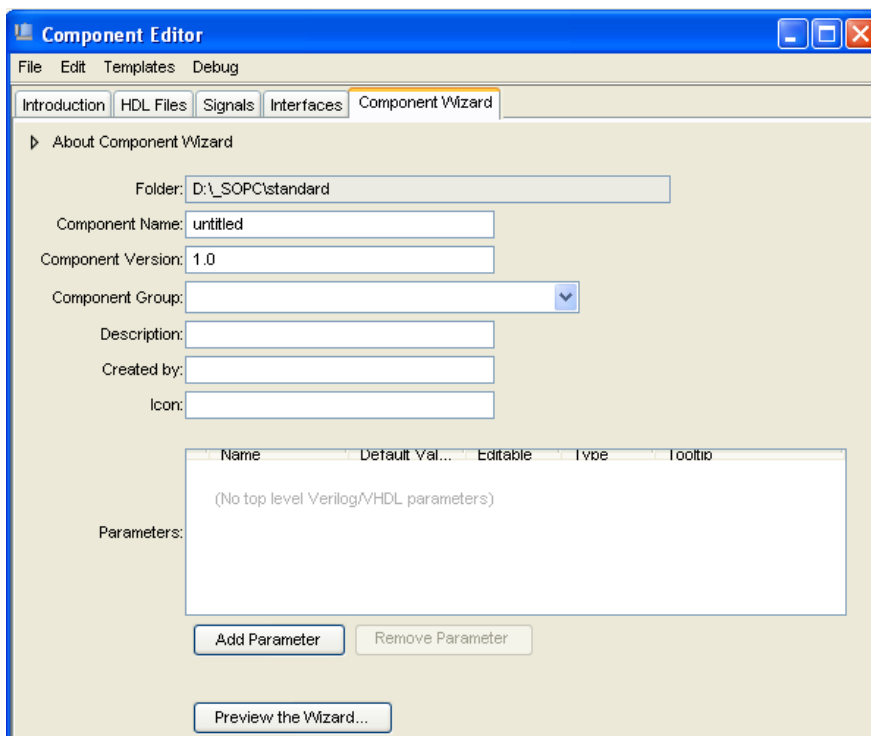 Component Editor
File Edit Templates Debug
Introduction HDL Files Signals Interfaces Component Wizard
About Component Wizard
Folder: D:\_SOPC\standard
Component Name: untitled
Component Version: 1.0
Component Group:
Description:
Created by:
Icon:
Name Default Val... Editable Type Tooltip
(No top level Verilog/VHDL parameters)
Parameters:
Add Parameter Remove Parameter
Preview the Wizard...